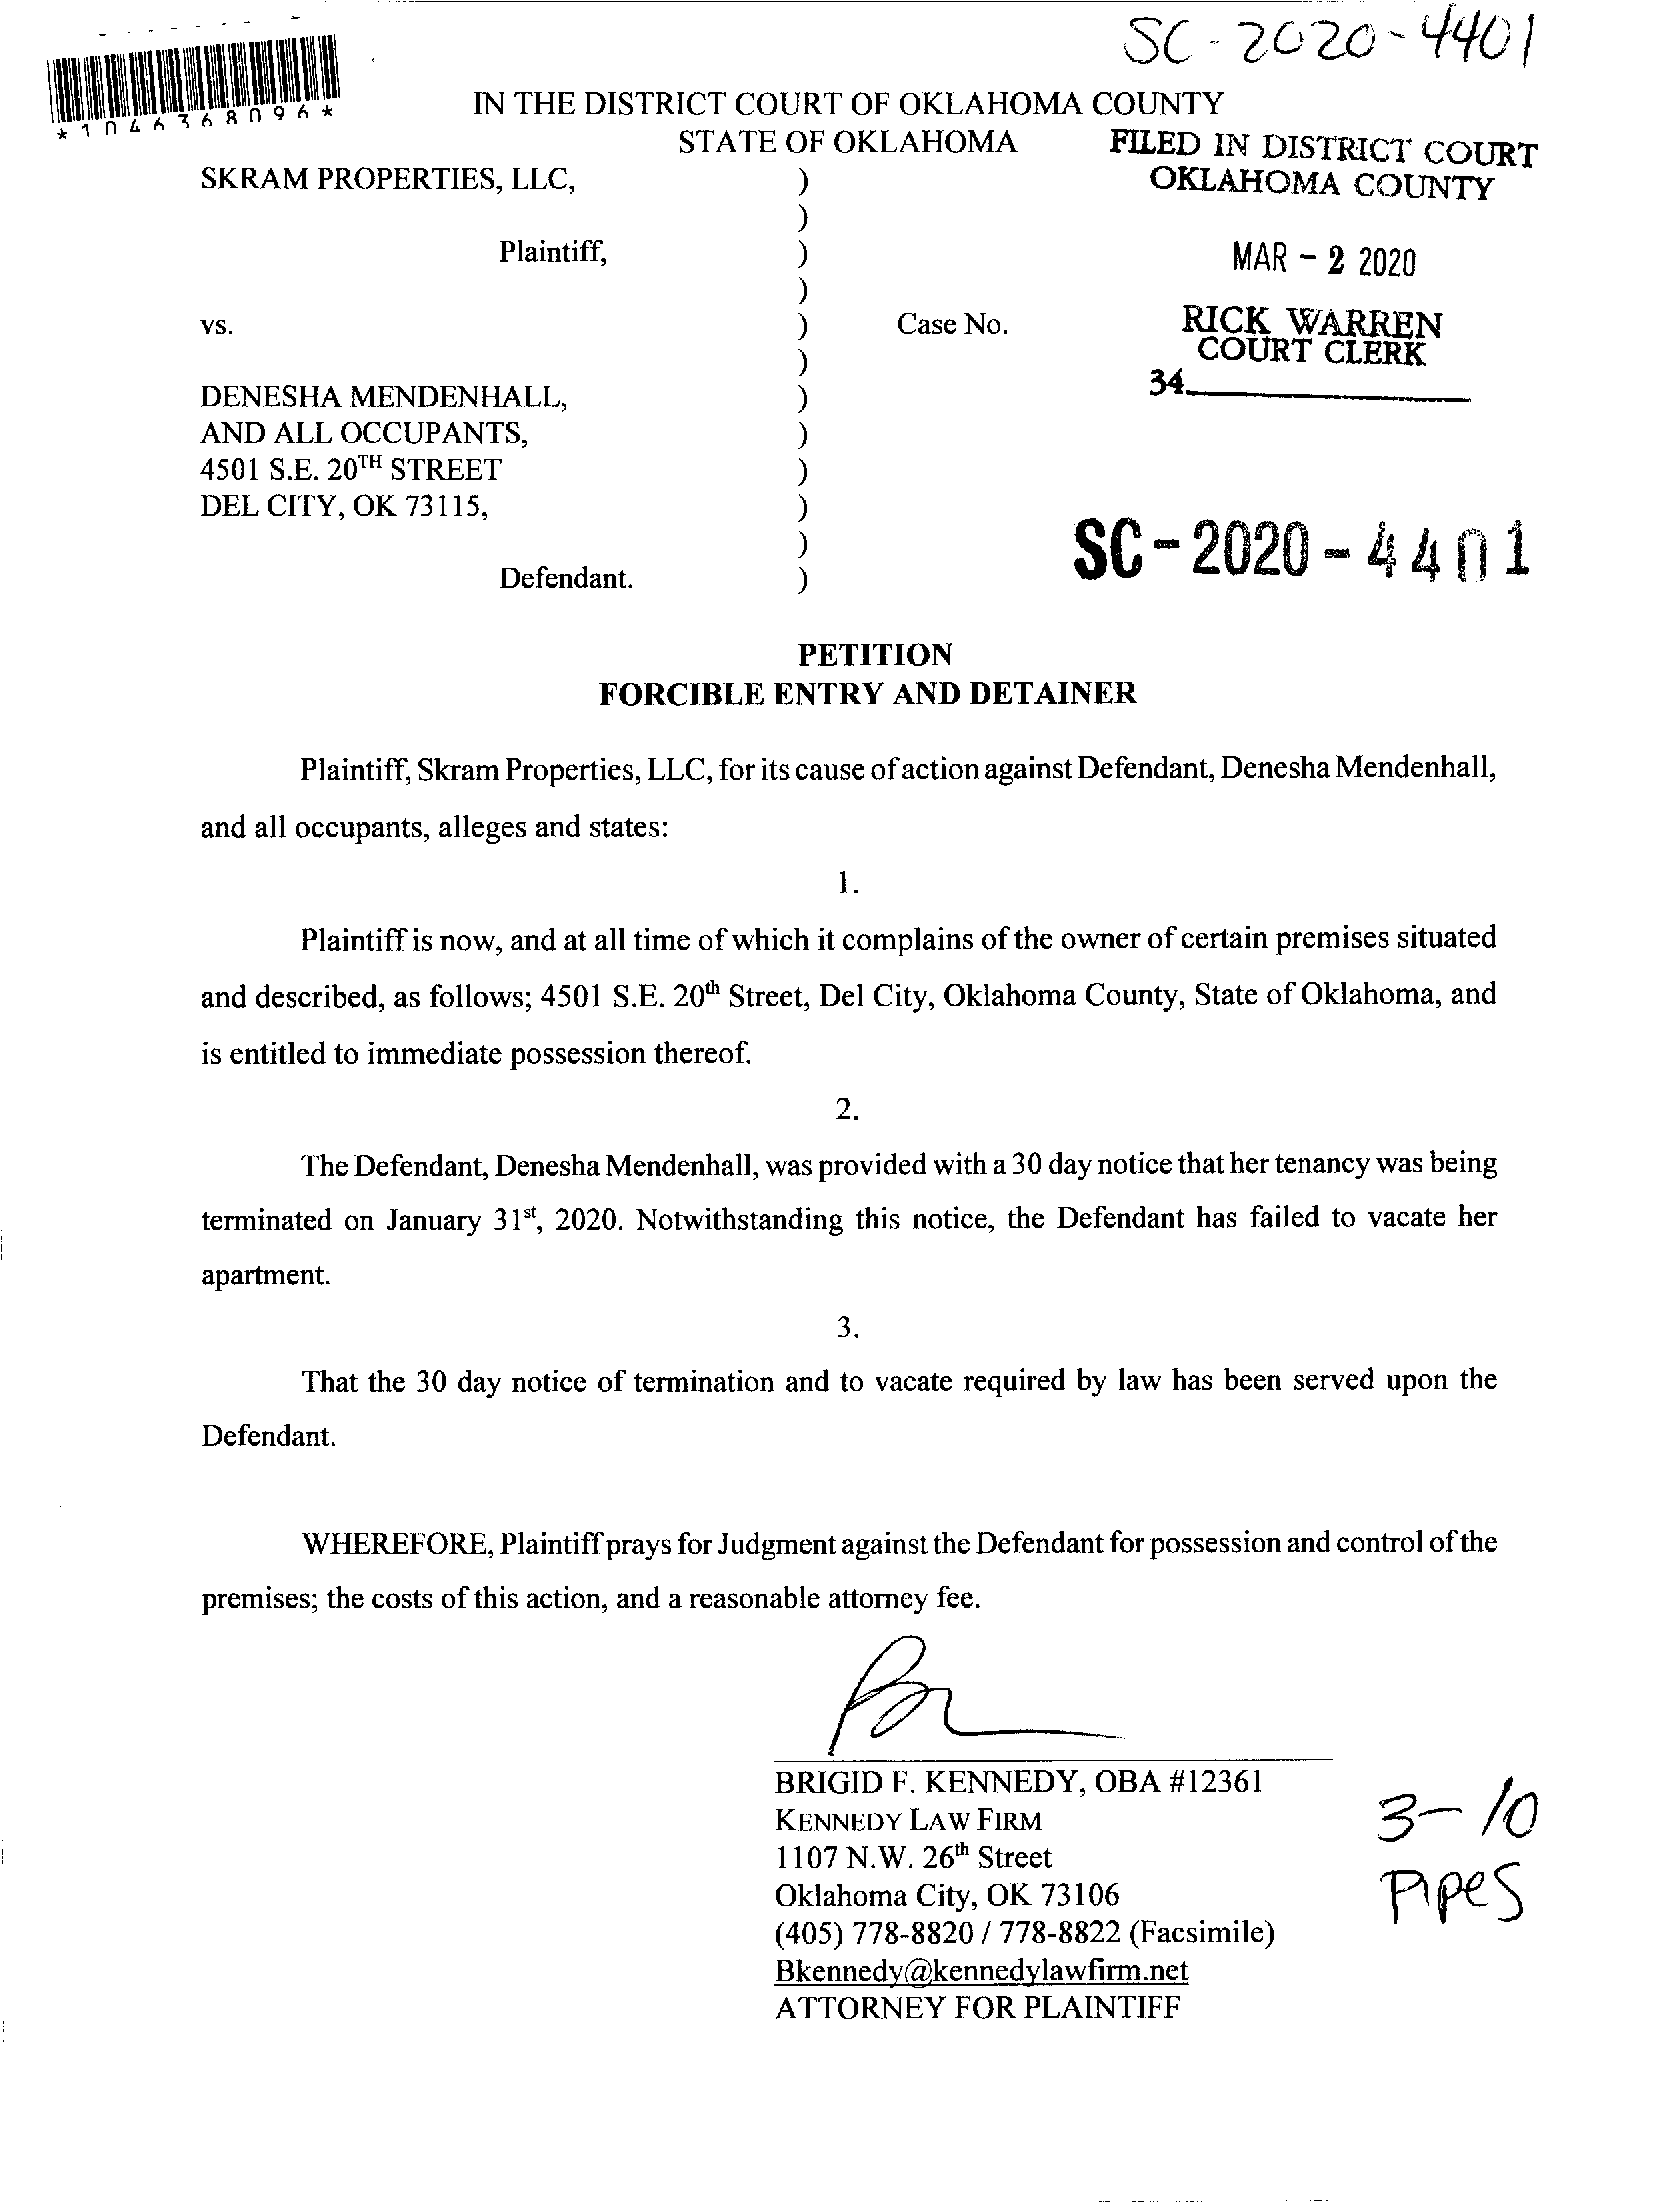 SC-2020-4401
*1046368096*
IN THE DISTRICT COURT OF OKLAHOMA COUNTY
STATE OF OKLAHOMA
FILED IN DISTRICT COURT
OKLAHOMA COUNTY
SKRAM PROPERTIES, LLC, )
)
Plaintiff, )
MAR - 2 2020
)
vs. ) Case No.
RICK WARREN
COURT CLERK
)
34
DENESHA MENDENHALL, )
AND ALL OCCUPANTS, )
4501 S.E. 20TH STREET )
DEL CITY, OK 73115, )
)
SC-2020-4401
Defendant. )
PETITION
FORCIBLE ENTRY AND DETAINER
Plaintiff, Skram Properties, LLC, for its cause of action against Defendant, Denesha Mendenhall,
and all occupants, alleges and states:
1.
Plaintiff is now, and at all time of which it complains of the owner of certain premises situated
and described, as follows; 4501 S.E. 20th Street, Del City, Oklahoma County, State of Oklahoma, and
is entitled to immediate possession thereof.
2.
The Defendant, Denesha Mendenhall, was provided with a 30 day notice that her tenancy was being
terminated on January 31st, 2020. Notwithstanding this notice, the Defendant has failed to vacate her
apartment.
3.
That the 30 day notice of termination and to vacate required by law has been served upon the
Defendant.
WHEREFORE, Plaintiff prays for Judgment against the Defendant for possession and control of the
premises; the costs of this action, and a reasonable attorney fee.
BRIGID F. KENNEDY, OBA #12361
KENNEDY LAW FIRM
1107 N.W. 26th Street
Oklahoma City, OK 73106
(405) 778-8820 / 778-8822 (Facsimile)
Bkennedy@kennedylawfirm.net
ATTORNEY FOR PLAINTIFF
3-10
Pipes